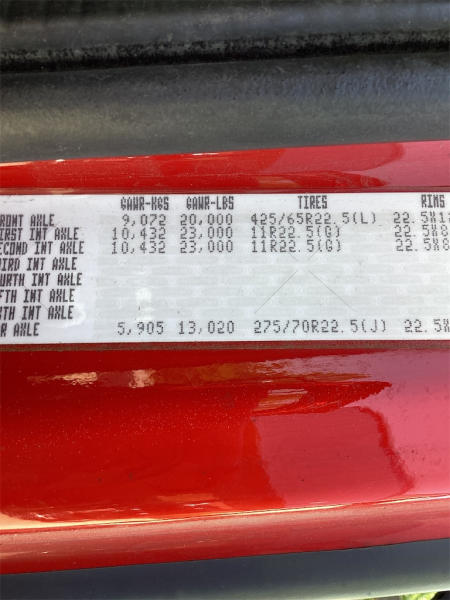 GAWR-KGS GAWR-LBS TIRES RIMS
RONT AXLE 9,072 20,000 425/65R22.5(L) 22.5X12
IRST INT AXLE 10,432 23,000 11R22.5(G) 22.5X8
ECOND INT AXLE 10,432 23,000 11R22.5(G) 22.5X8
IRD INT AXLE
URTH INT AXLE
FTH INT AXLE
XTH INT AXLE
R AXLE 5,905 13,020 275/70R22.5(J) 22.5X